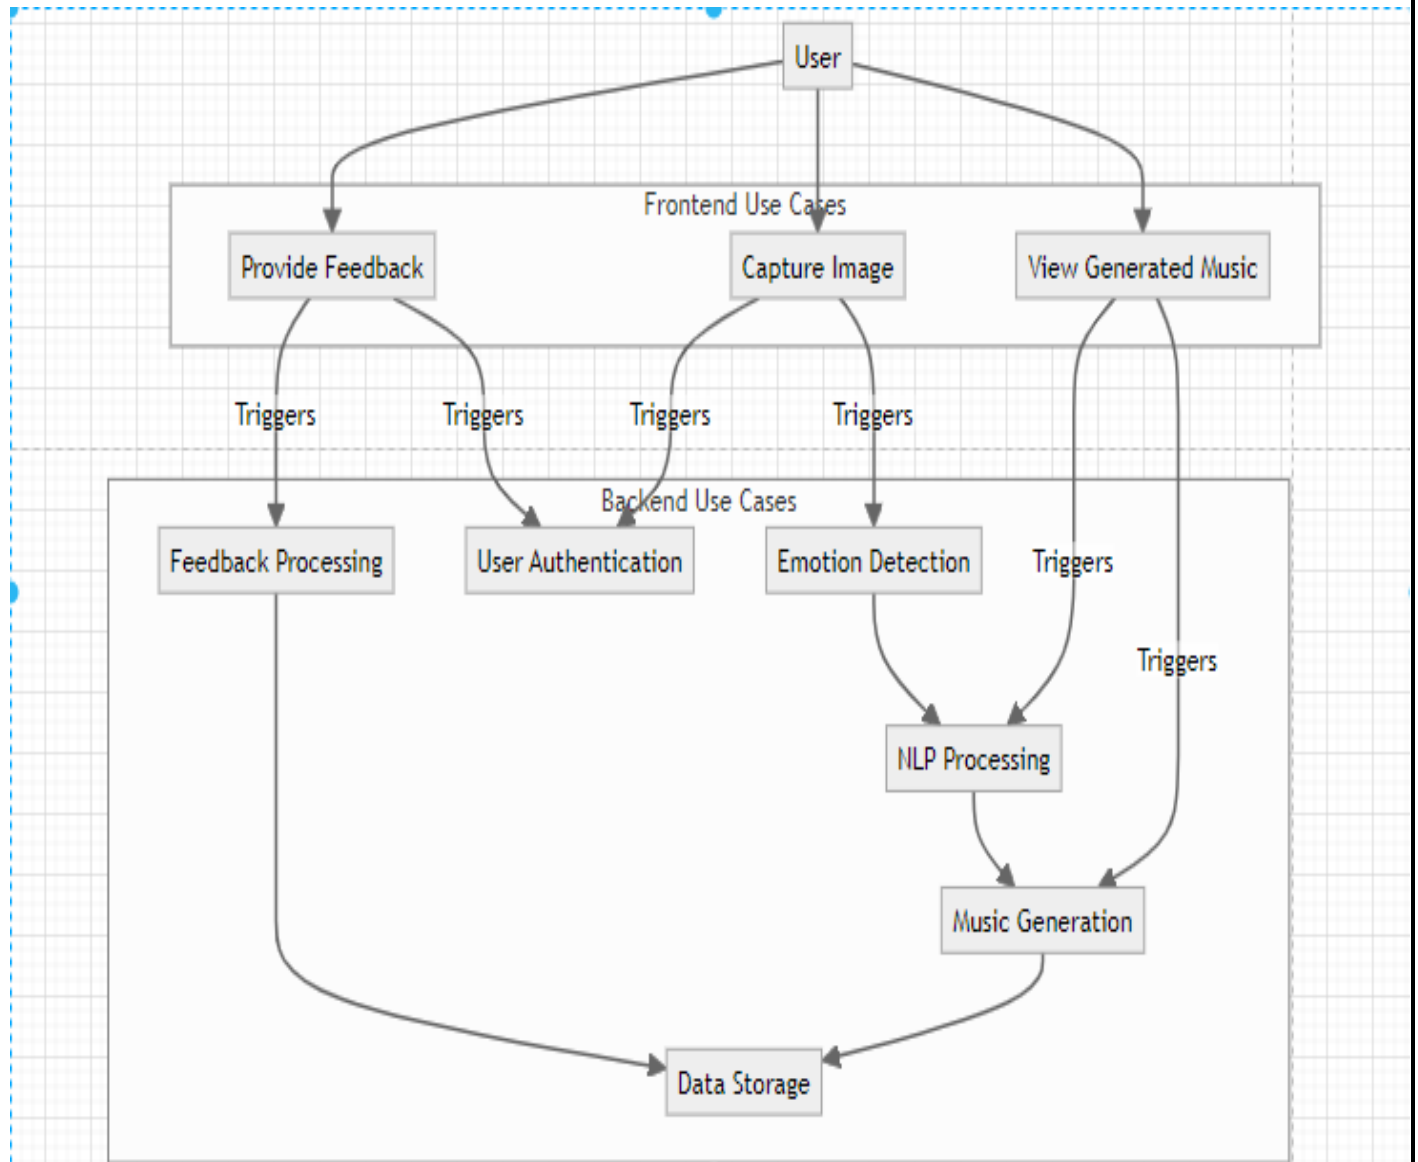 User
Frontend Use Cases
Provide Feedback
Capture Image
View Generated Music
Triggers
Triggers
Triggers
Triggers
Backend Use Cases
Feedback Processing
User Authentication
Emotion Detection
Triggers
Triggers
NLP Processing
Music Generation
Data Storage